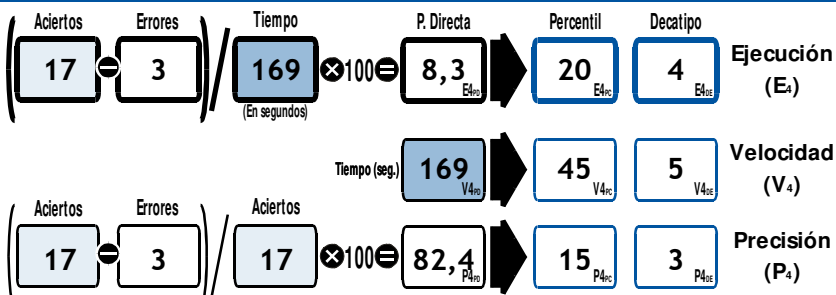 Aciertos Errores Tiempo P. Directa Percentil Decatipo
( 17 - 3 ) / 169 ×100= 8,3 E4PD 20 E4PC 4 E4DE Ejecución
(En segundos) (E4)
Tiempo (seg.) 169 V4PD 45 V4PC 5 V4DE Velocidad
(V4)
Aciertos Errores Aciertos
( 17 - 3 ) / 17 ×100= 82,4 P4PD 15 P4PC 3 P4DE Precisión
(P4)